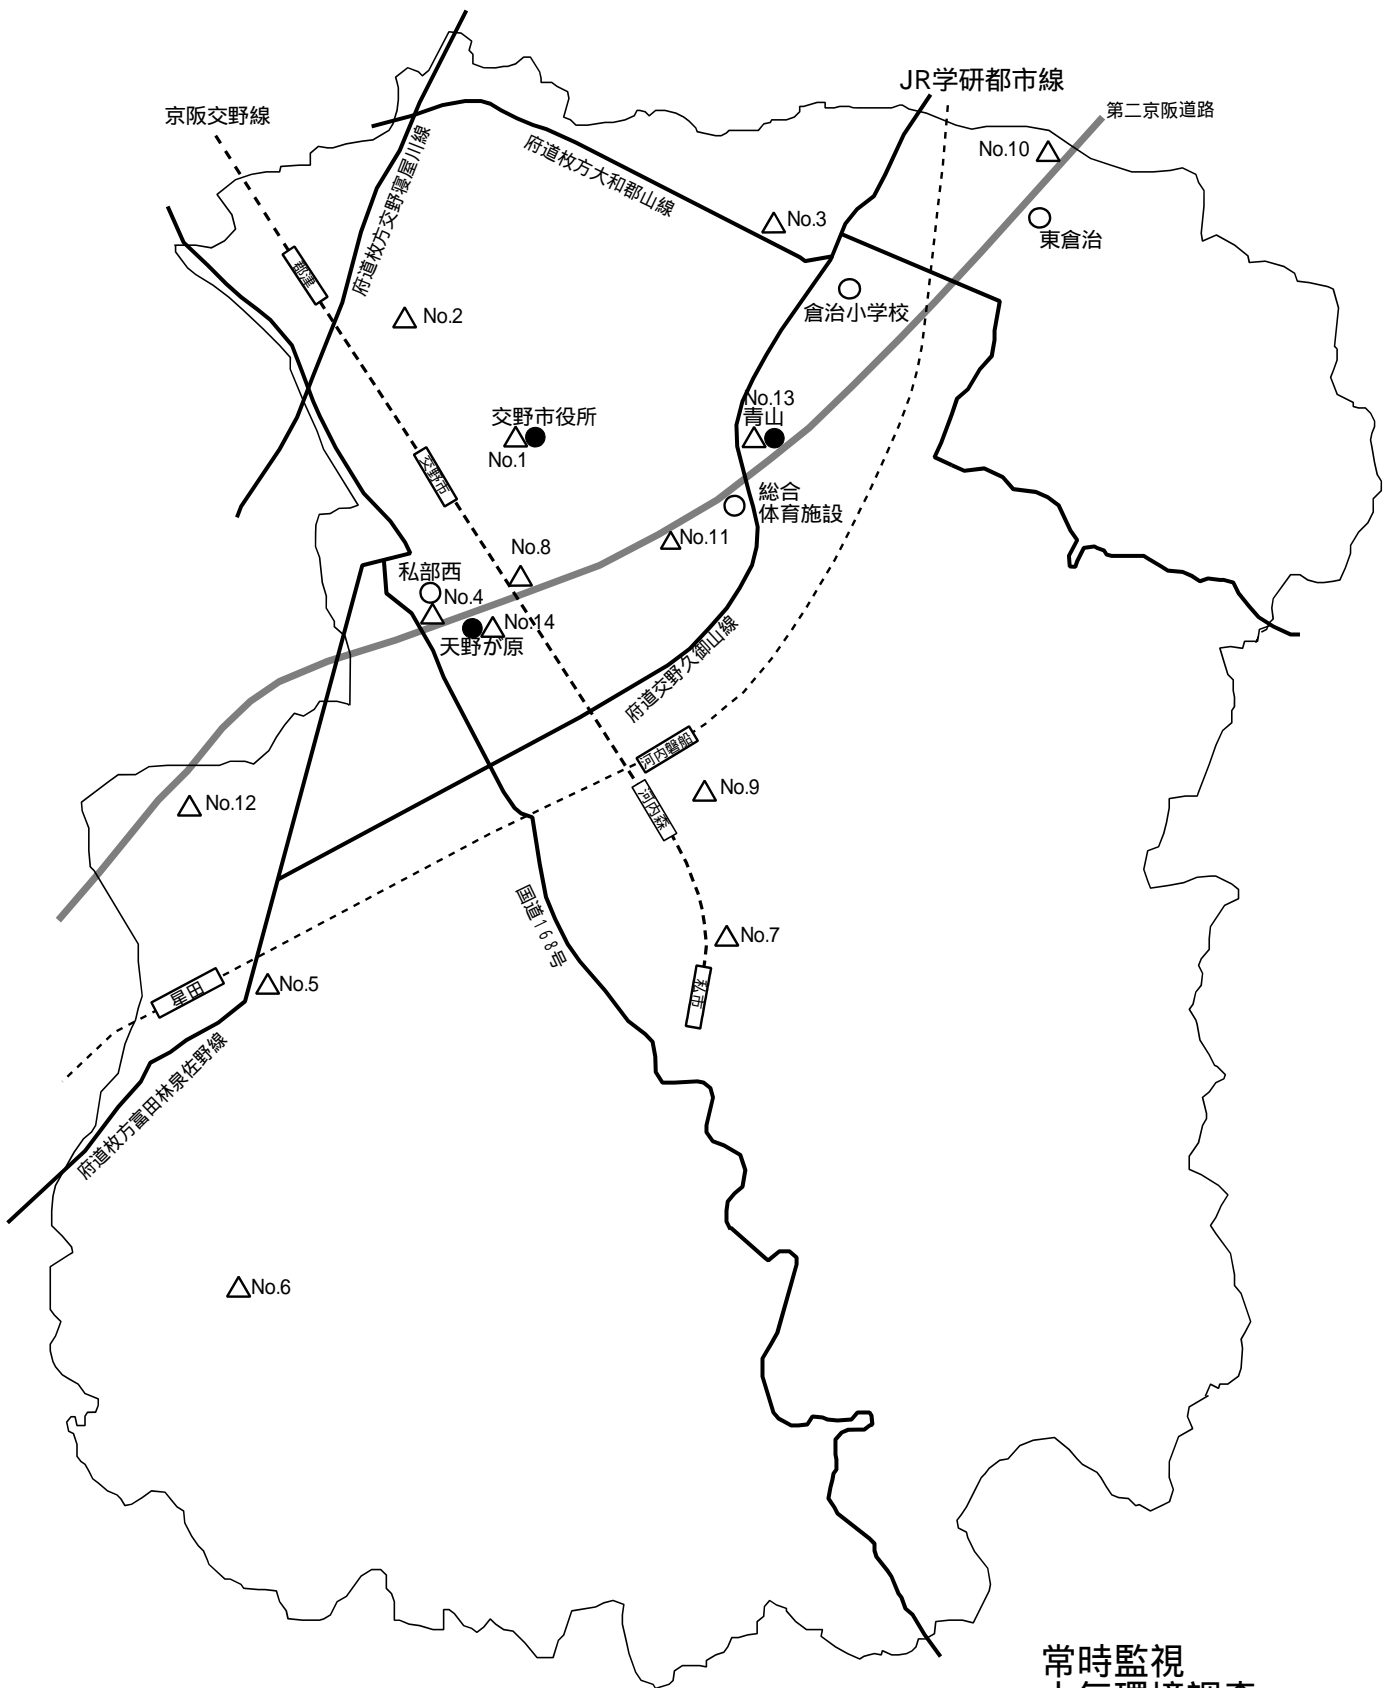 JR学研都市線
京阪交野線
第二京阪道路
府道枚方交野寝屋川線
府道枚方大和郡山線
No.10
No.3
東倉治
郡津
No.2
倉治小学校
No.13
青山
交野市役所
No.1
交野市
総合
体育施設
No.11
No.8
私部西
No.4
No.14
天野が原
府道交野久御山線
河内磐船
河内森
No.9
No.12
国道168号
No.7
私市
星田
No.5
府道枚方富田林泉佐野線
No.6
常時監視
大気環境調査